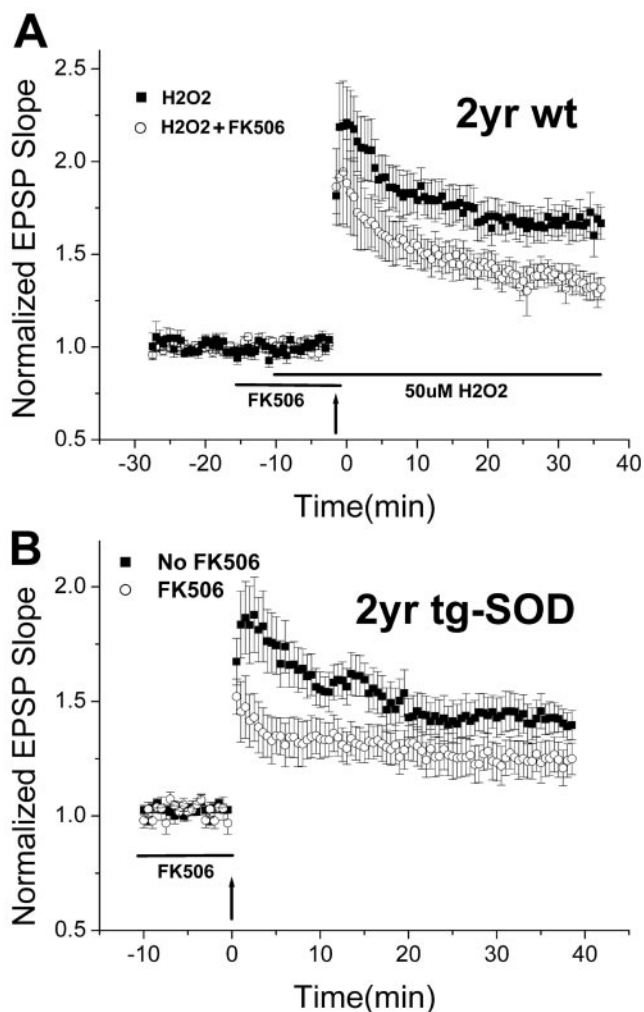 A
2.5
2.0
1.5
1.0
0.5
Normalized EPSP Slope
H2O2
H2O2+FK506
2yr wt
FK506
50uM H2O2
-30 -20 -10 0 10 20 30 40
Time(min)
B
2.0
1.5
1.0
0.5
Normalized EPSP Slope
No FK506
FK506
2yr tg-SOD
FK506
-10 0 10 20 30 40
Time(min)